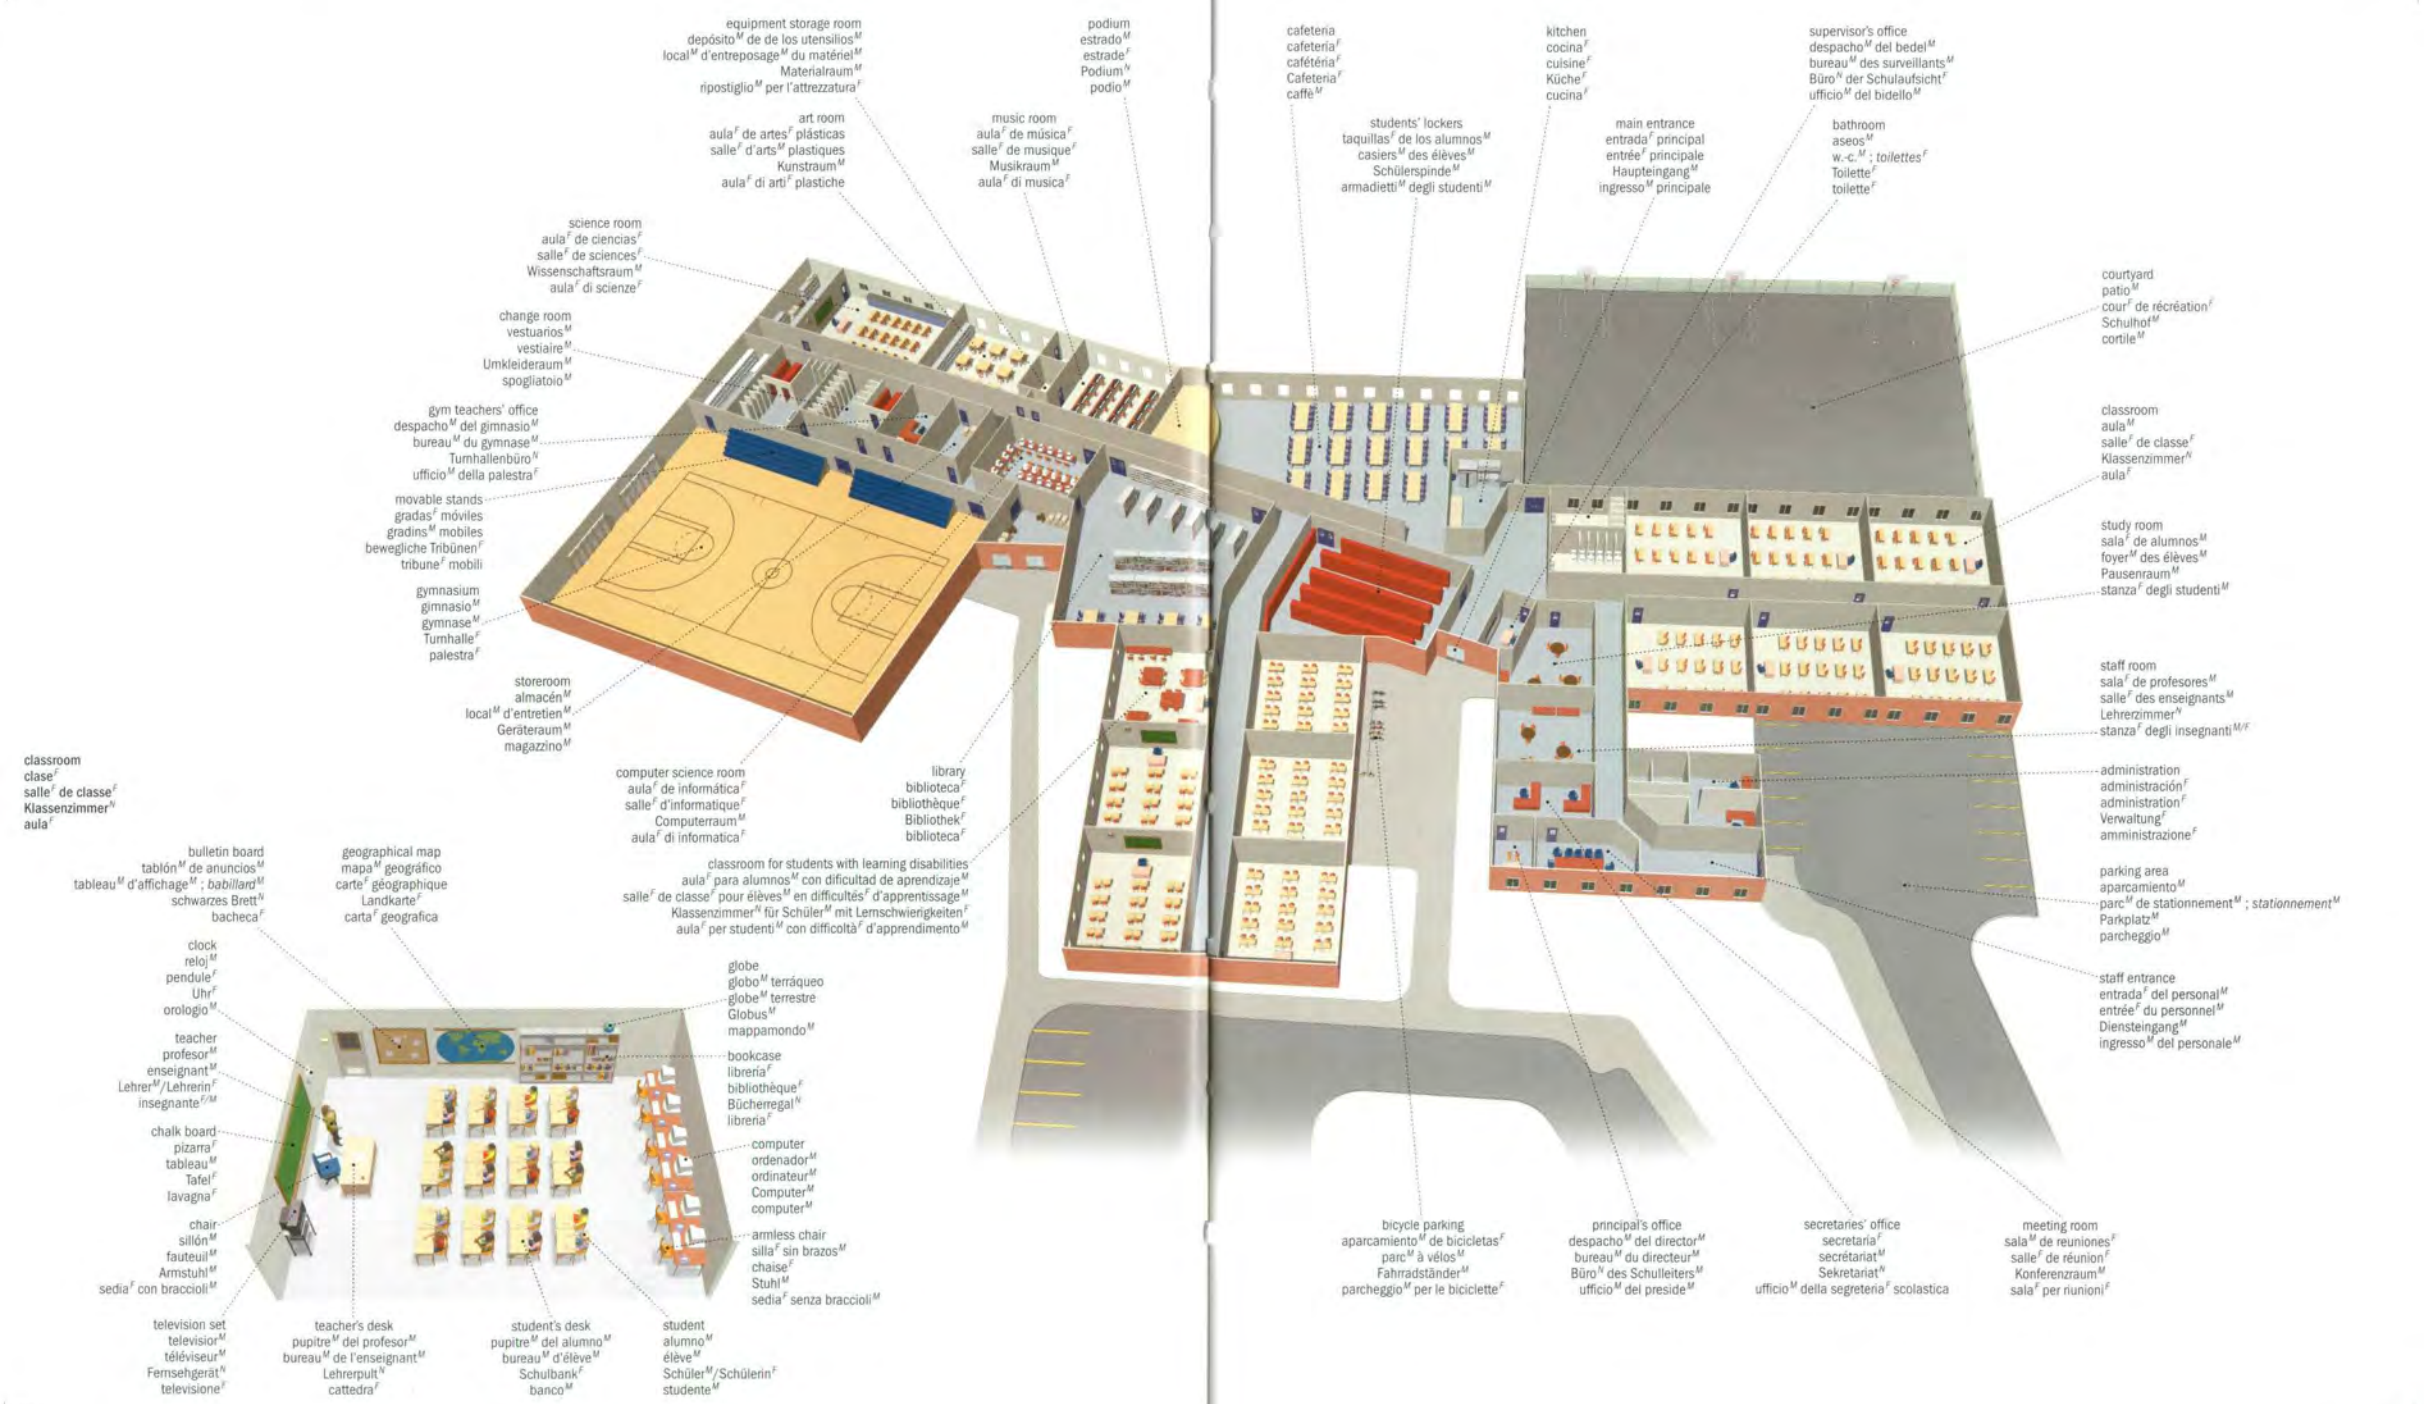 equipment storage room
depósito M de de los utensilios M
local M d'entreposage M du matériel M
Materialraum M
ripostiglio M per l'attrezzatura F
podium
estrado M
estrade F
Podium N
podio M
cafeteria
cafetería F
cafétéria F
Cafeteria F
caffè M
kitchen
cocina F
cuisine F
Küche F
cucina F
supervisor's office
despacho M del bedel M
bureau M des surveillants M
Büro N der Schulaufsicht F
ufficio M del bidello M
art room
aula F de artes F plásticas
salle F d'arts M plastiques
Kunstraum M
aula F di arti F plastiche
music room
aula F de música F
salle F de musique F
Musikraum M
aula F di musica F
students' lockers
taquillas F de los alumnos M
casiers M des élèves M
Schülerspinde M
armadietti M degli studenti M
main entrance
entrada F principal
entrée F principale
Haupteingang M
ingresso M principale
bathroom
aseos M
w.-c. M ; toilettes F
Toilette F
toilette F
science room
aula F de ciencias F
salle F de sciences F
Wissenschaftsraum M
aula F di scienze F
courtyard
patio M
cour F de récréation F
Schulhof M
cortile M
change room
vestuarios M
vestiaire M
Umkleideraum M
spogliatoio M
gym teachers' office
despacho M del gimnasio M
bureau M du gymnase M
Turnhallenbüro N
ufficio M della palestra F
classroom
aula M
salle F de classe F
Klassenzimmer N
aula F
movable stands
gradas F móviles
gradins M mobiles
bewegliche Tribünen F
tribune F mobili
study room
sala F de alumnos M
foyer M des élèves M
Pausenraum M
stanza F degli studenti M
gymnasium
gimnasio M
gymnase M
Turnhalle F
palestra F
storeroom
almacén M
local M d'entretien M
Geräteraum M
magazzino M
staff room
sala F de profesores M
salle F des enseignants M
Lehrerzimmer N
stanza F degli insegnanti M/F
classroom
clase F
salle F de classe F
Klassenzimmer N
aula F
computer science room
aula F de informática F
salle F d'informatique F
Computerraum M
aula F di informatica F
library
biblioteca F
bibliothèque F
Bibliothek F
biblioteca F
administration
administración F
administration F
Verwaltung F
amministrazione F
bulletin board
tablón M de anuncios M
tableau M d'affichage M ; babillard M
schwarzes Brett N
bacheca F
geographical map
mapa M geográfico
carte F géographique
Landkarte F
carta F geografica
classroom for students with learning disabilities
aula F para alumnos M con dificultad de aprendizaje M
salle F de classe F pour élèves M en difficultés F d'apprentissage M
Klassenzimmer N für Schüler M mit Lernschwierigkeiten F
aula F per studenti M con difficoltà F d'apprendimento M
parking area
aparcamiento M
parc M de stationnement M ; stationnement M
Parkplatz M
parcheggio M
clock
reloj M
pendule F
Uhr F
orologio M
globe
globo M terráqueo
globe M terrestre
Globus M
mappamondo M
staff entrance
entrada F del personal M
entrée F du personnel M
Diensteingang M
ingresso M del personale M
teacher
profesor M
enseignant M
Lehrer M/Lehrerin F
insegnante F/M
bookcase
librería F
bibliothèque F
Bücherregal N
libreria F
chalk board
pizarra F
tableau M
Tafel F
lavagna F
computer
ordenador M
ordinateur M
Computer M
computer M
chair
sillón M
fauteuil M
Armstuhl M
sedia F con braccioli M
armless chair
silla F sin brazos M
chaise F
Stuhl M
sedia F senza braccioli M
bicycle parking
aparcamiento M de bicicletas F
parc M à vélos M
Fahrradständer M
parcheggio M per le biciclette F
principal's office
despacho M del director M
bureau M du directeur M
Büro N des Schulleiters M
ufficio M del preside M
secretaries' office
secretaria F
secrétariat M
Sekretariat N
ufficio M della segreteria F scolastica
meeting room
sala M de reuniones F
salle F de réunion F
Konferenzraum M
sala F per riunioni F
television set
televisior M
téléviseur M
Fernsehgerät N
televisione F
teacher's desk
pupitre M del profesor M
bureau M de l'enseignant M
Lehrerpult N
cattedra F
student's desk
pupitre M del alumno M
bureau M d'élève M
Schulbank F
banco M
student
alumno M
élève M
Schüler M/Schülerin F
studente M